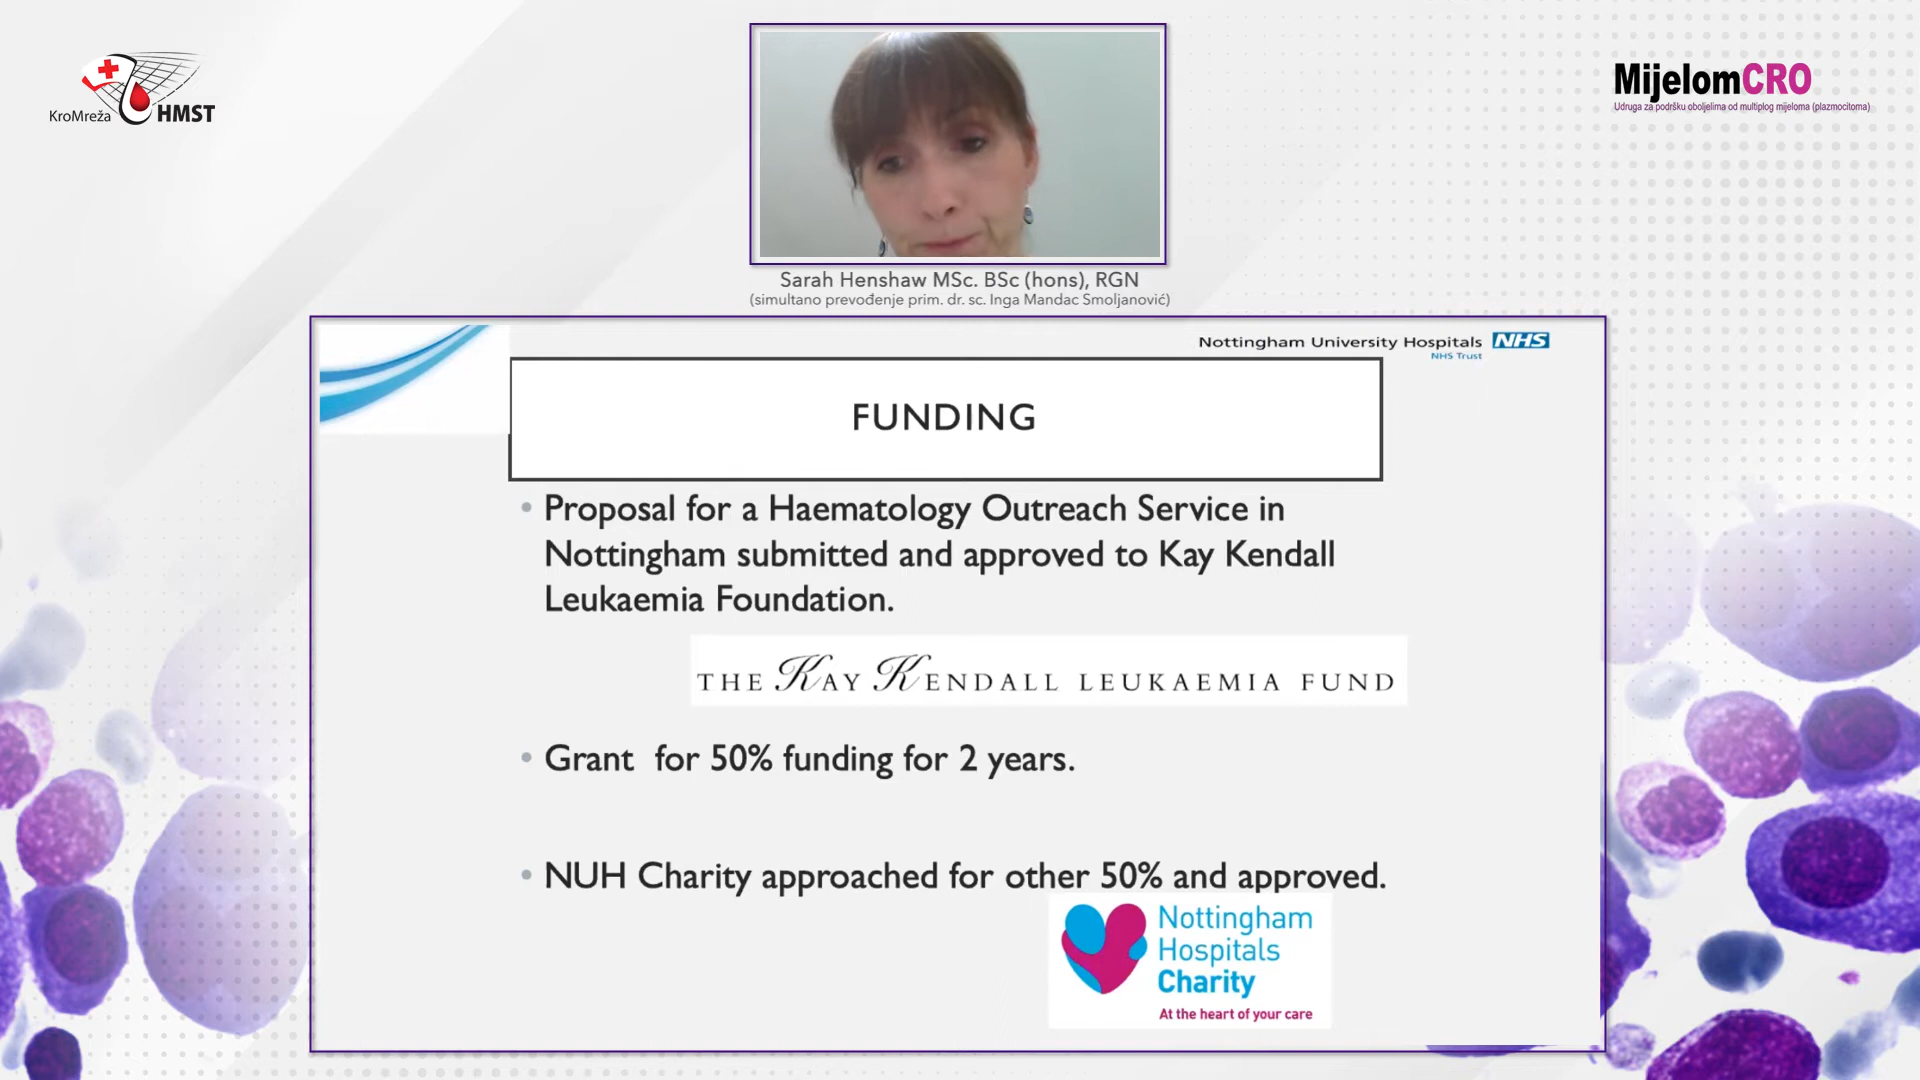 KroMreža HMST
MijelomCRO
Udruga za podršku oboljelima od multiplog mijeloma (plazmocitoma)
Sarah Henshaw MSc. BSc (hons), RGN
(simultano prevođenje prim. dr. sc. Inga Mandac Smoljanović)
Nottingham University Hospitals NHS
NHS Trust
FUNDING
• Proposal for a Haematology Outreach Service in
Nottingham submitted and approved to Kay Kendall
Leukaemia Foundation.
THE KAY KENDALL LEUKAEMIA FUND
• Grant for 50% funding for 2 years.
• NUH Charity approached for other 50% and approved.
Nottingham
Hospitals
Charity
At the heart of your care